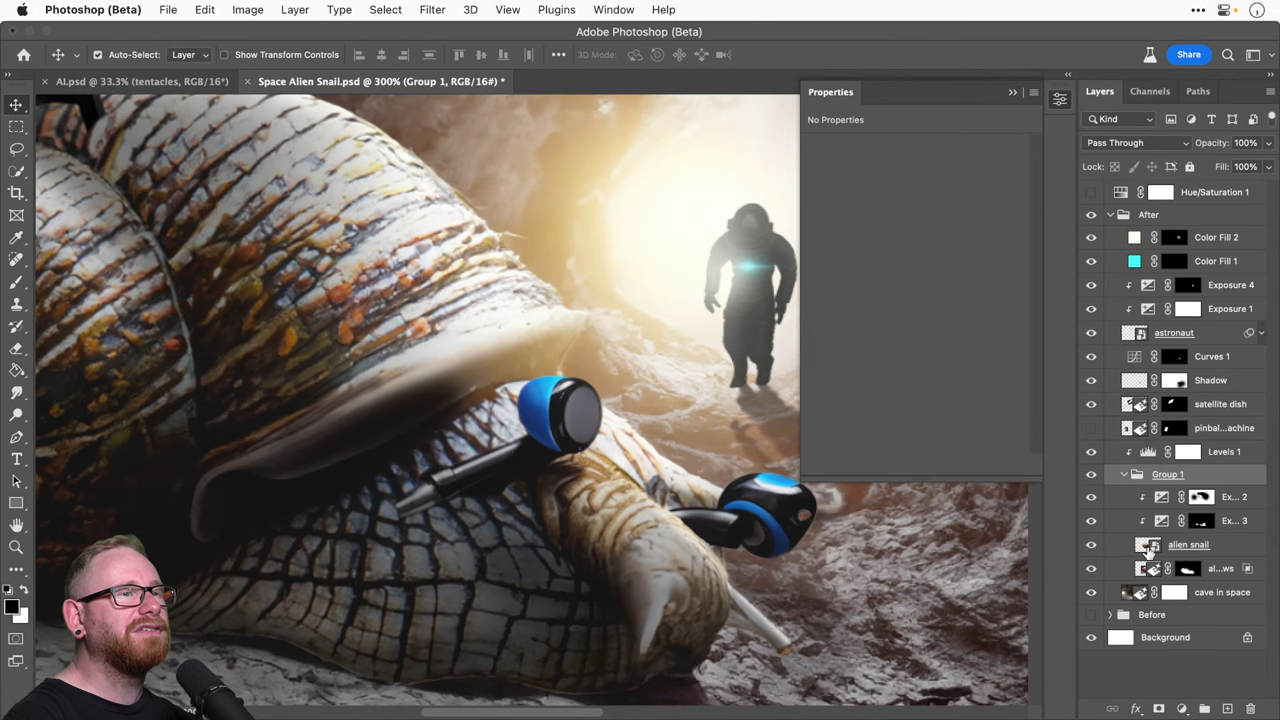 Photoshop (Beta) File Edit Image Layer Type Select Filter 3D View Plugins Window Help
Adobe Photoshop (Beta)
Auto-Select: Layer Show Transform Controls 3D Mode: Share
AI.psd @ 33.3% (tentacles, RGB/16*) Space Alien Snail.psd @ 300% (Group 1, RGB/16#) *
Properties
No Properties
Layers Channels Paths
Kind
Pass Through Opacity: 100%
Lock: Fill: 100%
Hue/Saturation 1
After
Color Fill 2
Color Fill 1
Exposure 4
Exposure 1
astronaut
Curves 1
Shadow
satellite dish
pinbal...achine
Levels 1
Group 1
Ex... 2
Ex... 3
alien snail
al...ws
cave in space
Before
Background